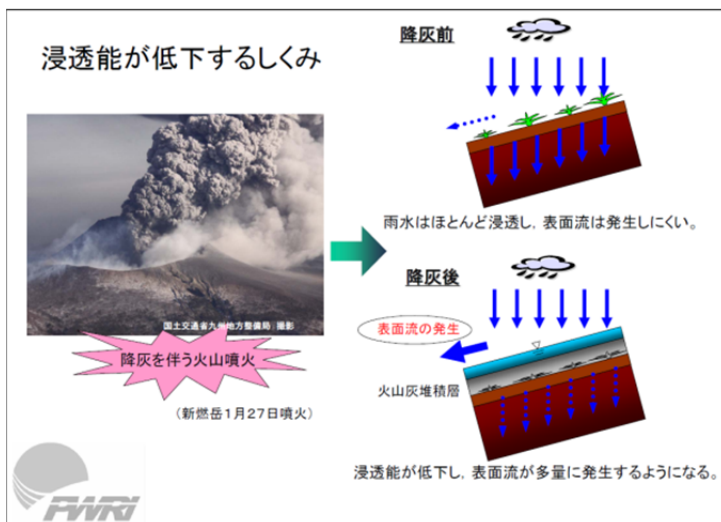 浸透能が低下するしくみ
国土交通省九州地方整備局 撮影
降灰を伴う火山噴火
（新燃岳1月27日噴火）
PWRI
降灰前
雨水はほとんど浸透し，表面流は発生しにくい。
降灰後
表面流の発生
火山灰堆積層
浸透能が低下し，表面流が多量に発生するようになる。